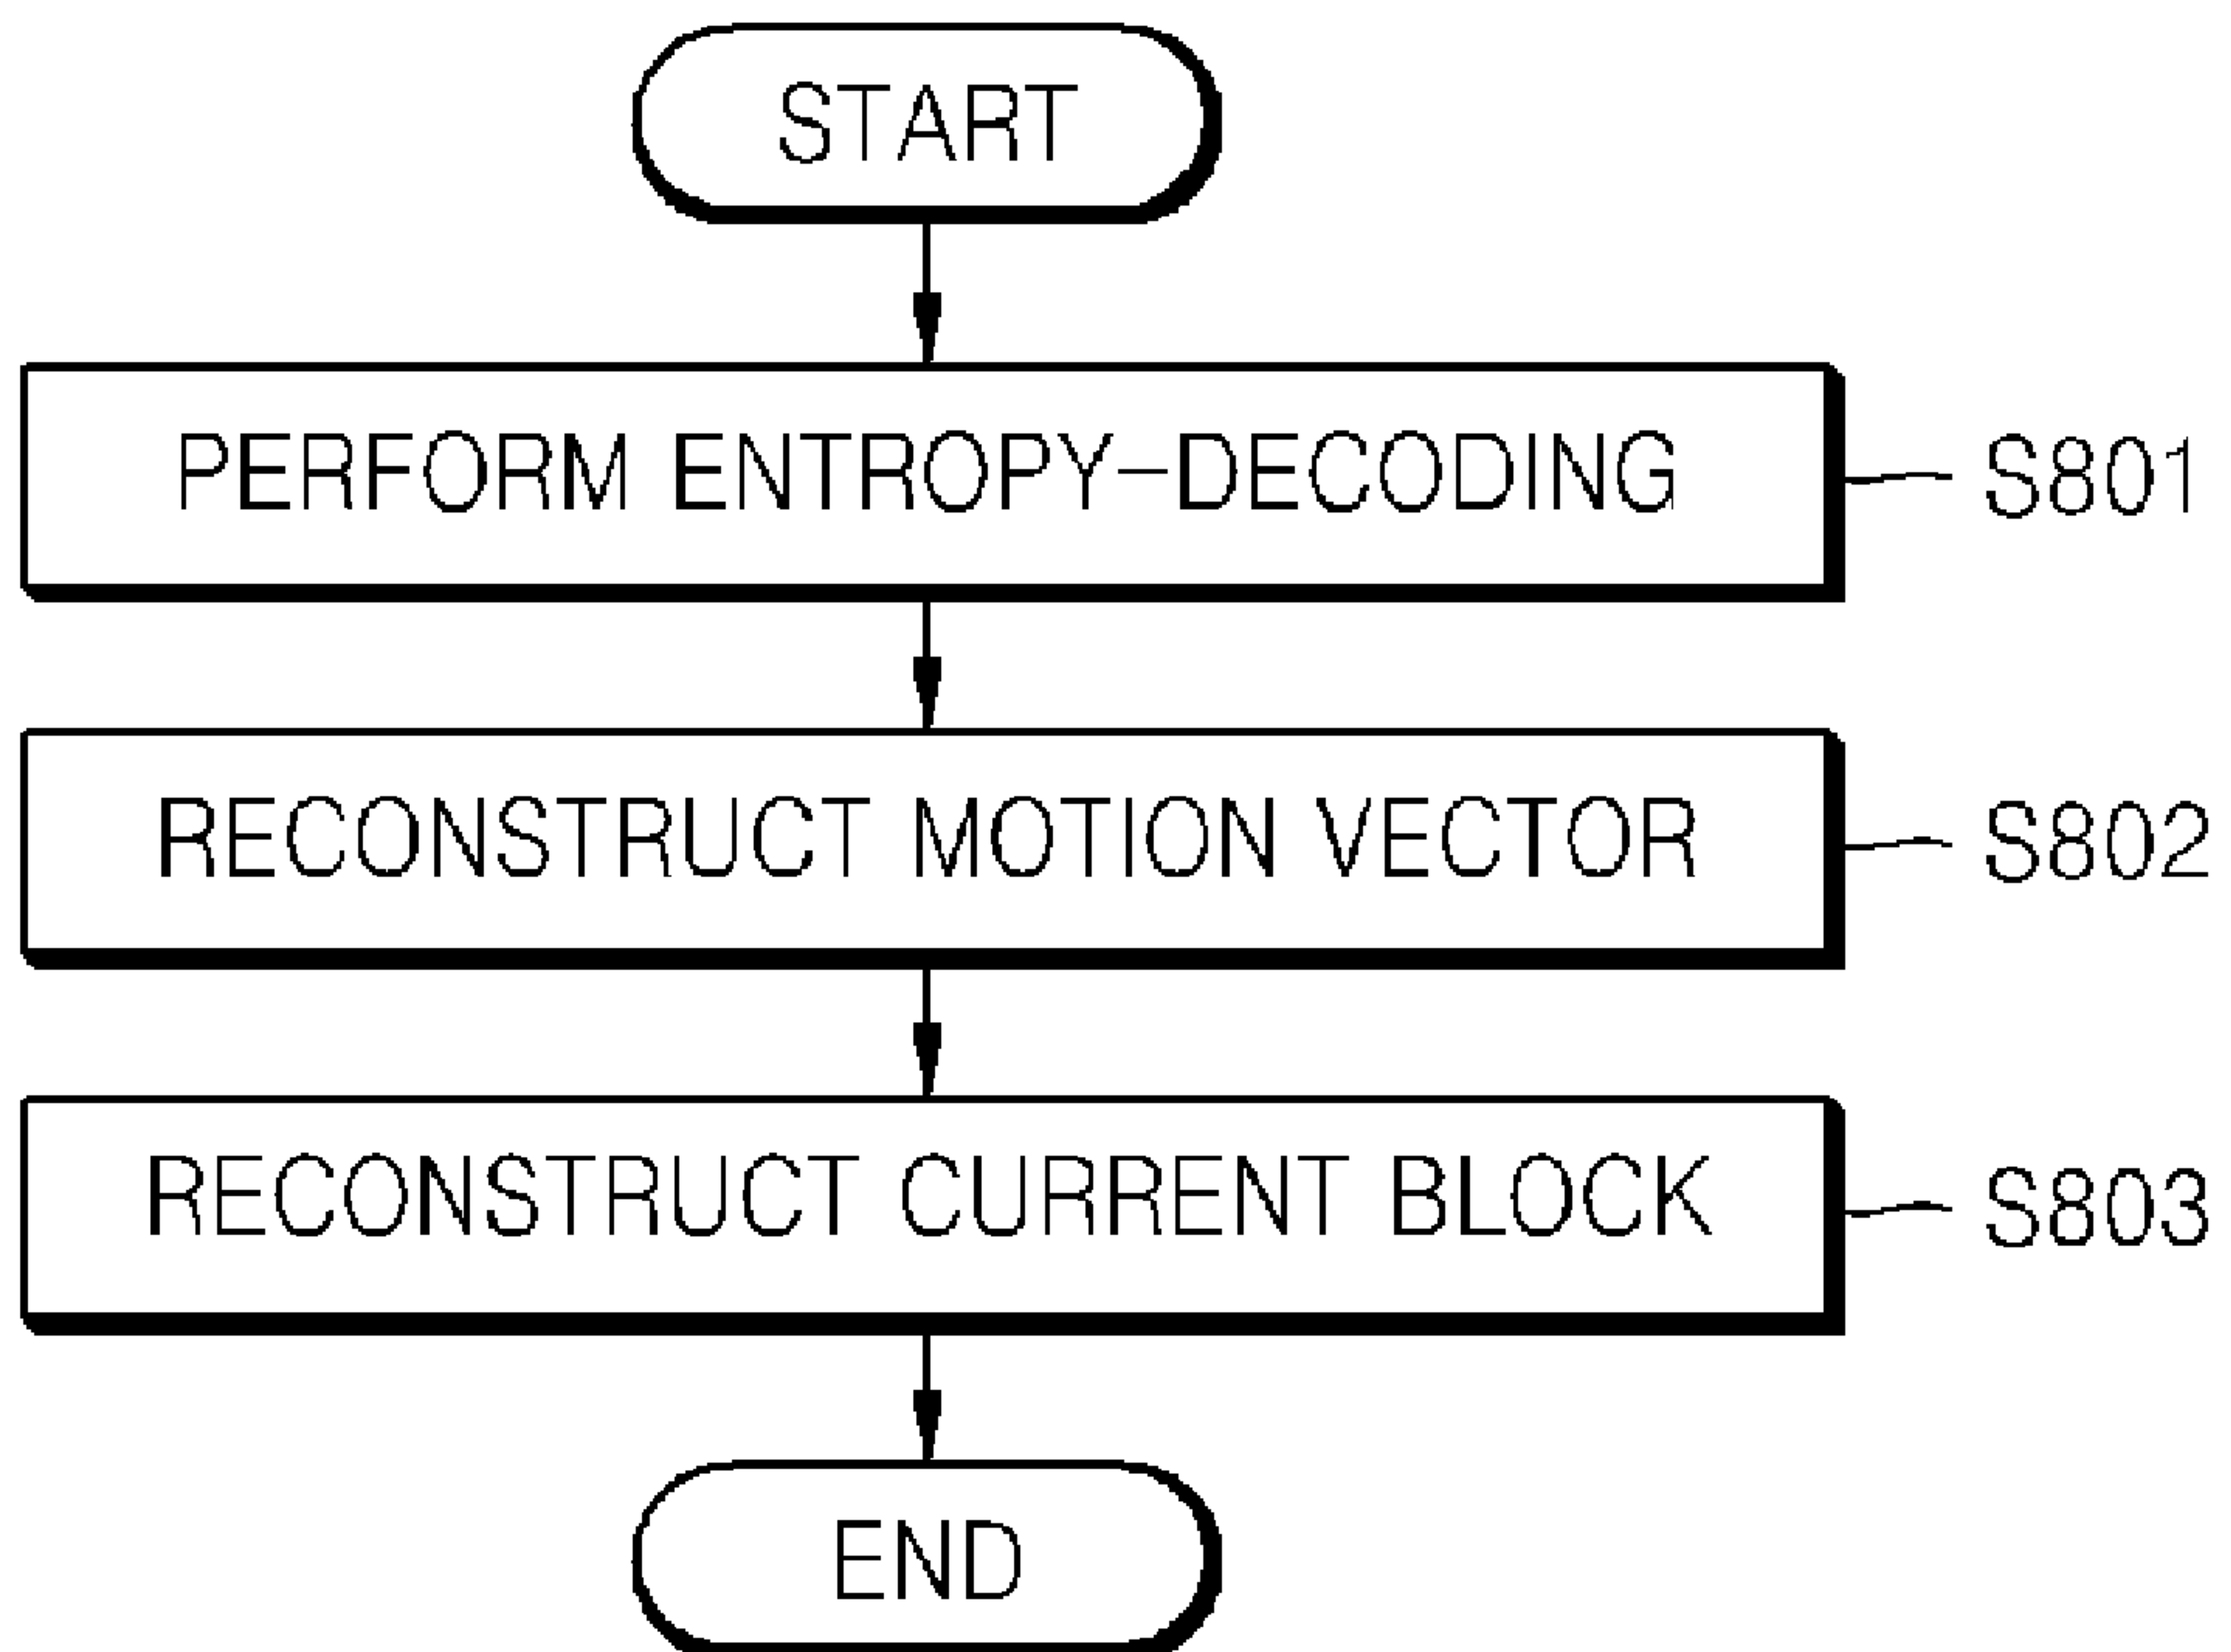 START
PERFORM ENTROPY-DECODING
S801
RECONSTRUCT MOTION VECTOR
S802
RECONSTRUCT CURRENT BLOCK
S803
END